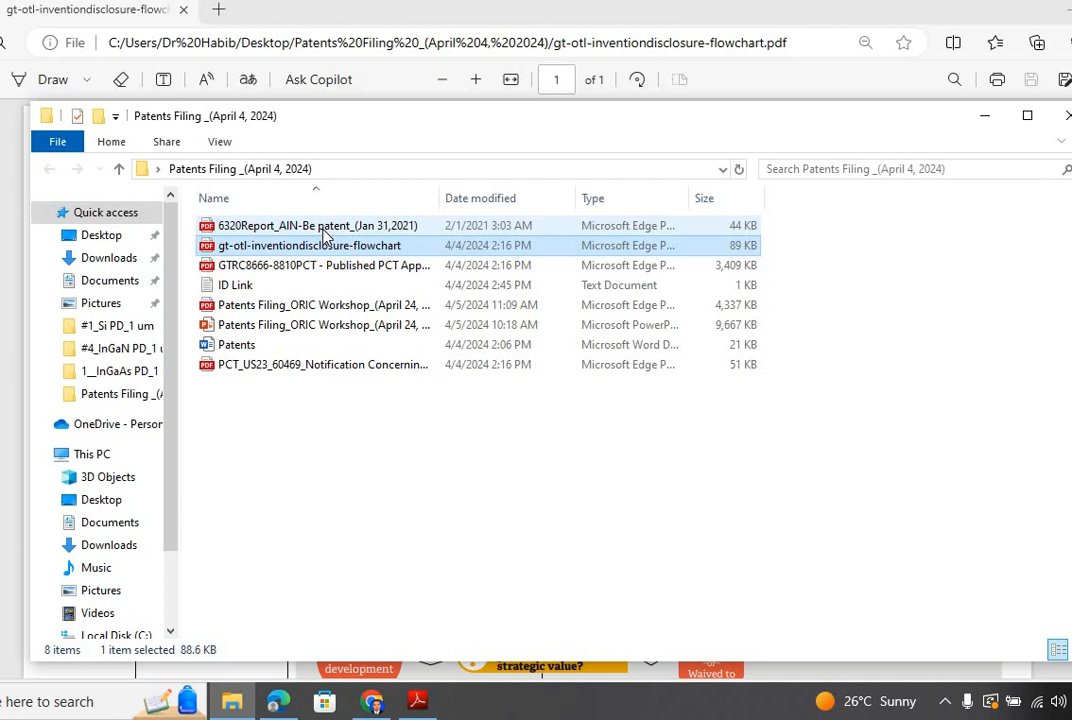 gt-otl-inventiondisclosure-flowch
File C:/Users/Dr%20Habib/Desktop/Patents%20Filing%20_(April%204,%202024)/gt-otl-inventiondisclosure-flowchart.pdf
Draw T A aあ Ask Copilot 1 of 1
Patents Filing _(April 4, 2024)
File Home Share View
Patents Filing _(April 4, 2024) Search Patents Filing _(April 4, 2024)
Name Date modified Type Size
Quick access
6320Report_AIN-Be patent_(Jan 31,2021) 2/1/2021 3:03 AM Microsoft Edge P... 44 KB
Desktop
gt-otl-inventiondisclosure-flowchart 4/4/2024 2:16 PM Microsoft Edge P... 89 KB
Downloads
GTRC8666-8810PCT - Published PCT App... 4/4/2024 2:16 PM Microsoft Edge P... 3,409 KB
Documents
ID Link 4/4/2024 2:45 PM Text Document 1 KB
Pictures
Patents Filing_ORIC Workshop_(April 24, ... 4/5/2024 11:09 AM Microsoft Edge P... 4,337 KB
#1_Si PD_1 um
Patents Filing_ORIC Workshop_(April 24, ... 4/5/2024 10:18 AM Microsoft PowerP... 9,667 KB
#4_InGaN PD_1 u
Patents 4/4/2024 2:06 PM Microsoft Word D... 21 KB
1__InGaAs PD_1
PCT_US23_60469_Notification Concernin... 4/4/2024 2:16 PM Microsoft Edge P... 51 KB
Patents Filing _(A
OneDrive - Person
This PC
3D Objects
Desktop
Documents
Downloads
Music
Pictures
Videos
Local Disk (C:)
8 items 1 item selected 88.6 KB
development strategic value? -or-
Waived to
here to search 26°C Sunny